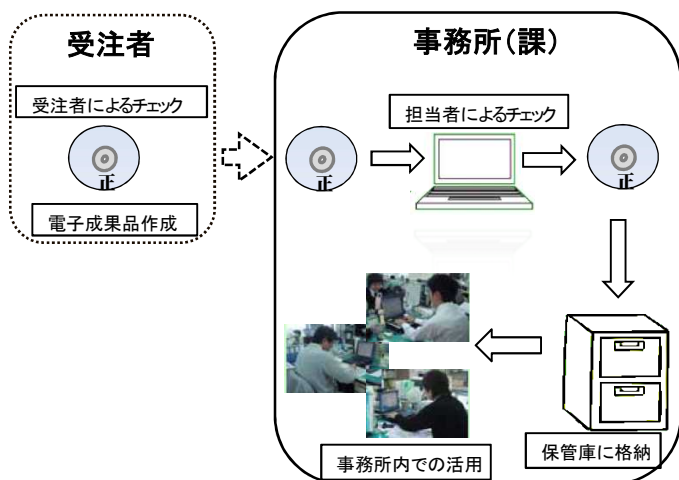 受注者
受注者によるチェック
正
電子成果品作成
事務所（課）
担当者によるチェック
正
正
保管庫に格納
事務所内での活用